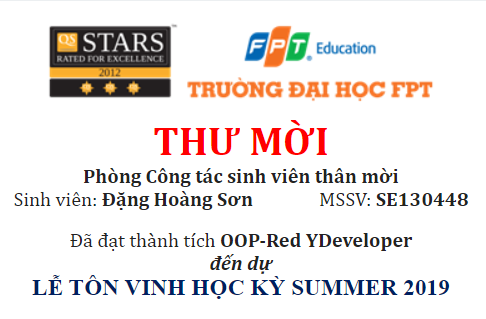 QS STARS
RATED FOR EXCELLENCE
2012
FPT Education
TRƯỜNG ĐẠI HỌC FPT
THƯ MỜI
Phòng Công tác sinh viên thân mời
Sinh viên: Đặng Hoàng Sơn MSSV: SE130448
Đã đạt thành tích OOP-Red YDeveloper
đến dự
LỄ TÔN VINH HỌC KỲ SUMMER 2019